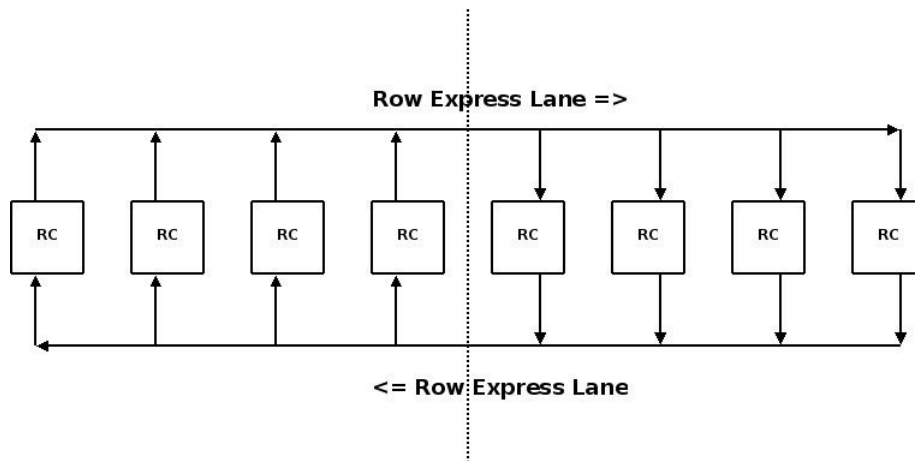 Row Express Lane =>
RC RC RC RC RC RC RC RC
<= Row Express Lane